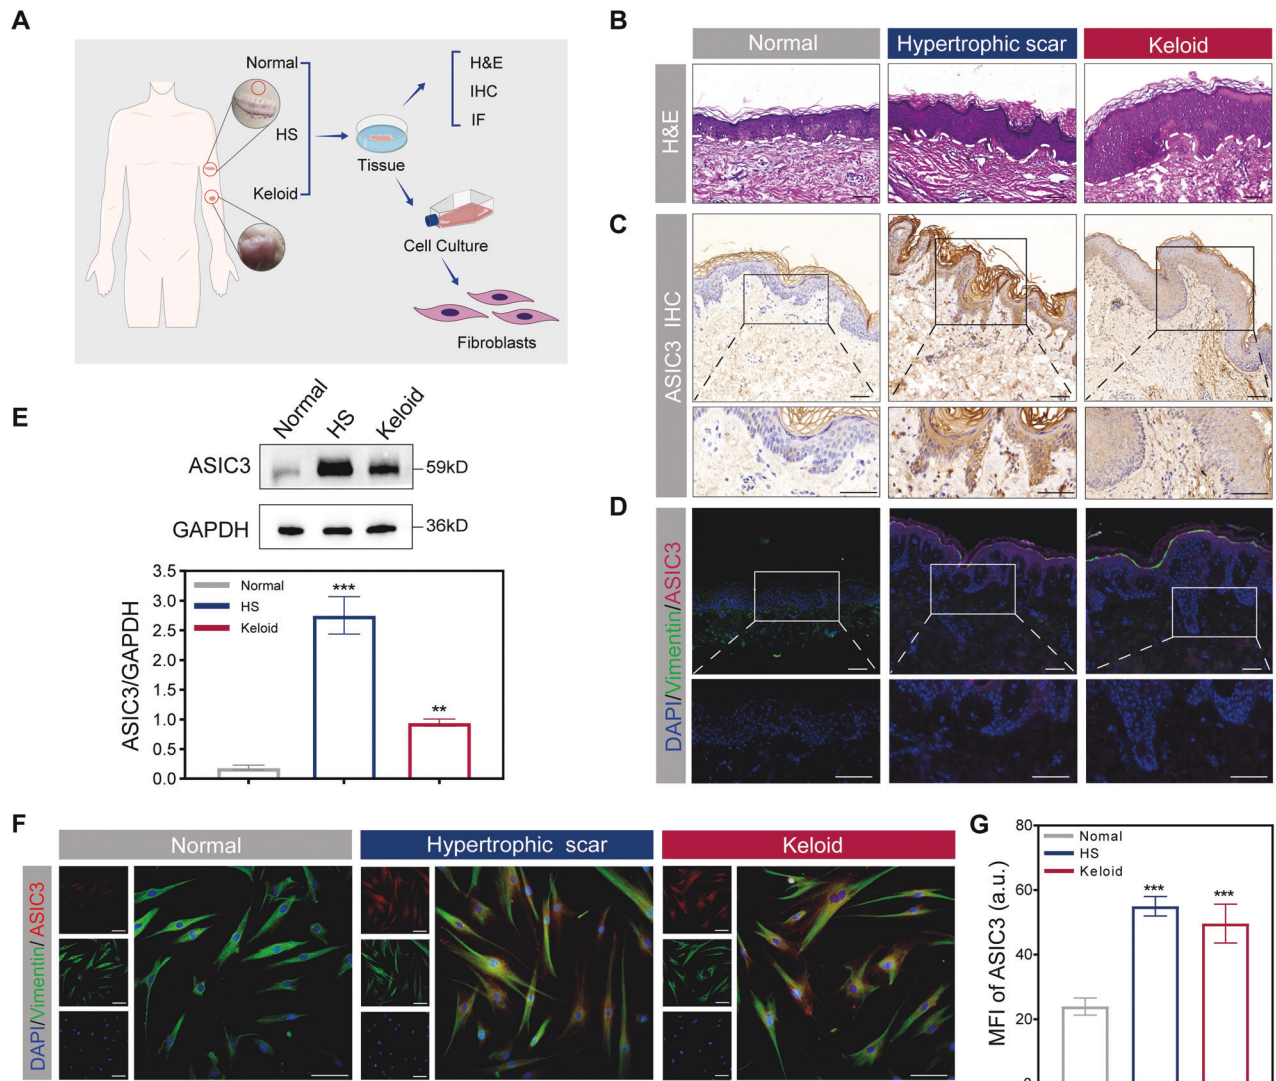 A
Normal
HS
Keloid
H&E
IHC
IF
Tissue
Cell Culture
Fibroblasts
B
Normal
Hypertrophic scar
Keloid
H&E
C
ASIC3 IHC
D
DAPI/Vimentin/ASIC3
E
Normal
HS
Keloid
ASIC3
59kD
GAPDH
36kD
ASIC3/GAPDH
3.5
3.0
2.5
2.0
1.5
1.0
0.5
0.0
Normal
HS
Keloid
***
**
F
Normal
Hypertrophic scar
Keloid
DAPI/Vimentin/ ASIC3
G
MFI of ASIC3 (a.u.)
80
60
40
20
Nomal
HS
Keloid
***
***